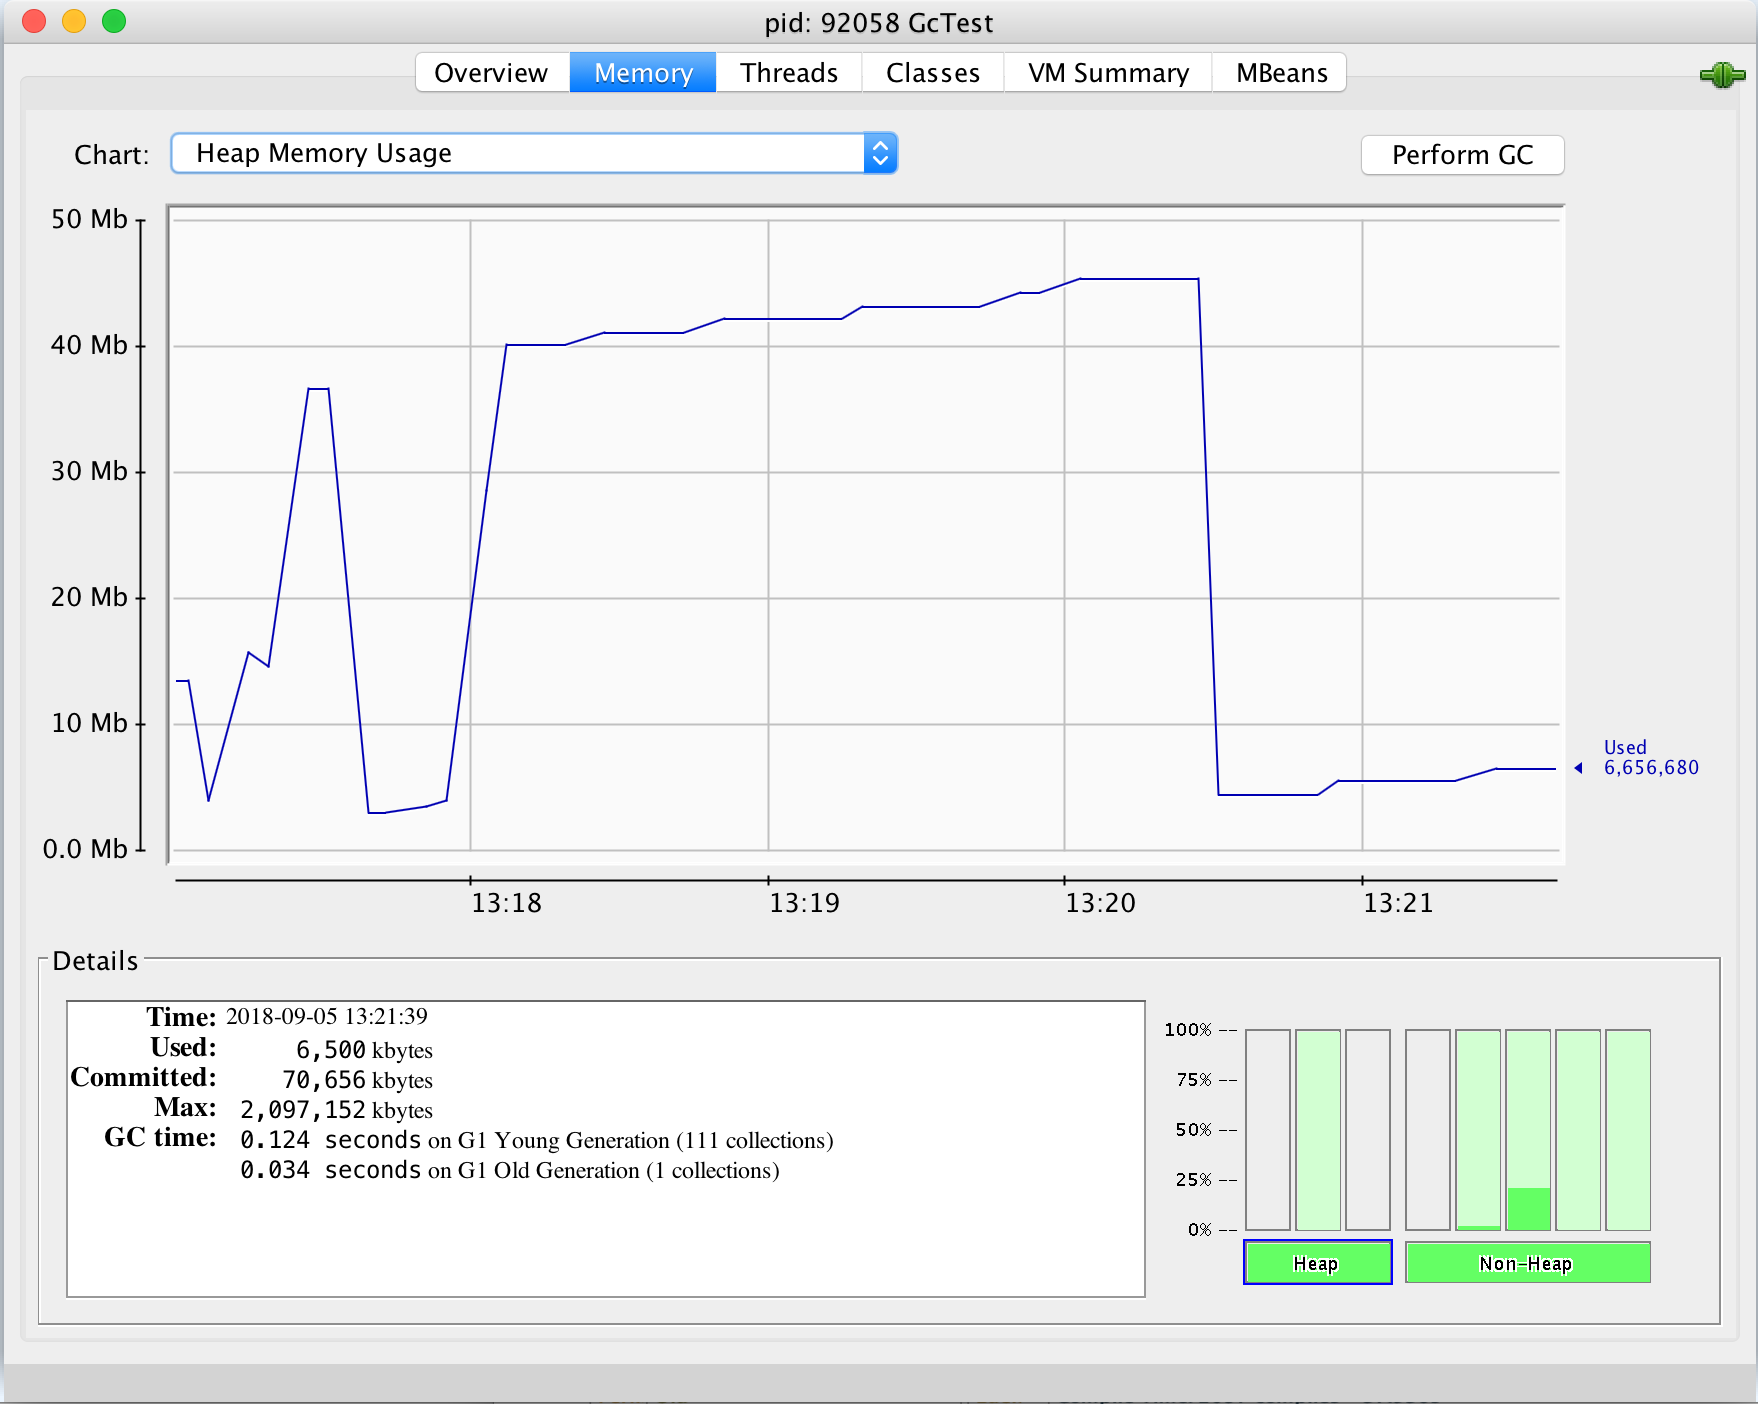 pid: 92058 GcTest
Overview Memory Threads Classes VM Summary MBeans
Chart: Heap Memory Usage Perform GC
50 Mb
40 Mb
30 Mb
20 Mb
10 Mb
0.0 Mb
Used
6,656,680
13:18 13:19 13:20 13:21
Details
Time: 2018-09-05 13:21:39
Used: 6,500 kbytes
Committed: 70,656 kbytes
Max: 2,097,152 kbytes
GC time: 0.124 seconds on G1 Young Generation (111 collections)
0.034 seconds on G1 Old Generation (1 collections)
100% --
75% --
50% --
25% --
0% --
Heap Non-Heap